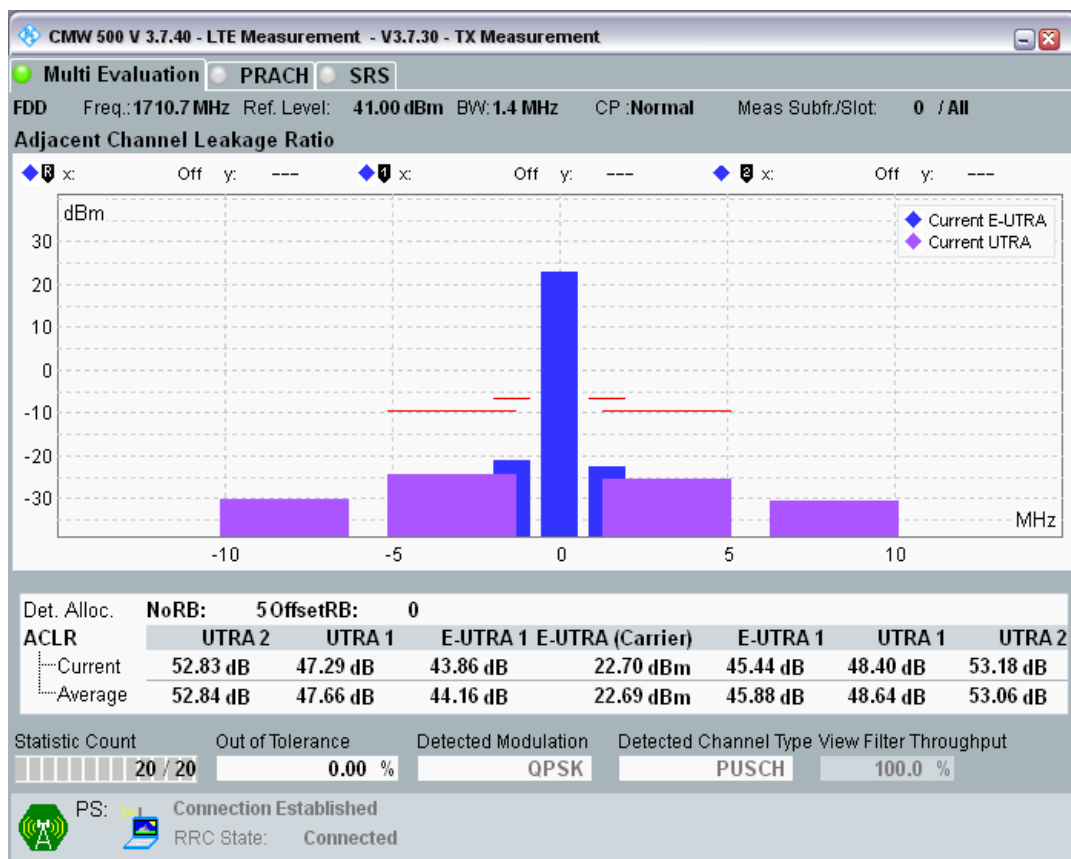 CMW 500 V 3.7.40 - LTE Measurement - V3.7.30 - TX Measurement
Multi Evaluation PRACH SRS
FDD Freq.: 1710.7 MHz Ref. Level: 41.00 dBm BW: 1.4 MHz CP : Normal Meas Subfr./Slot: 0 / All
Adjacent Channel Leakage Ratio
R x: Off y: --- 1 x: Off y: --- 2 x: Off y: ---
dBm
Current E-UTRA
Current UTRA
30
20
10
0
-10
-20
-30
MHz
-10 -5 0 5 10
Det. Alloc. NoRB: 5 OffsetRB: 0
ACLR UTRA 2 UTRA 1 E-UTRA 1 E-UTRA (Carrier) E-UTRA 1 UTRA 1 UTRA 2
Current 52.83 dB 47.29 dB 43.86 dB 22.70 dBm 45.44 dB 48.40 dB 53.18 dB
Average 52.84 dB 47.66 dB 44.16 dB 22.69 dBm 45.88 dB 48.64 dB 53.06 dB
Statistic Count Out of Tolerance Detected Modulation Detected Channel Type View Filter Throughput
20 / 20 0.00 % QPSK PUSCH 100.0 %
PS: Connection Established
RRC State: Connected